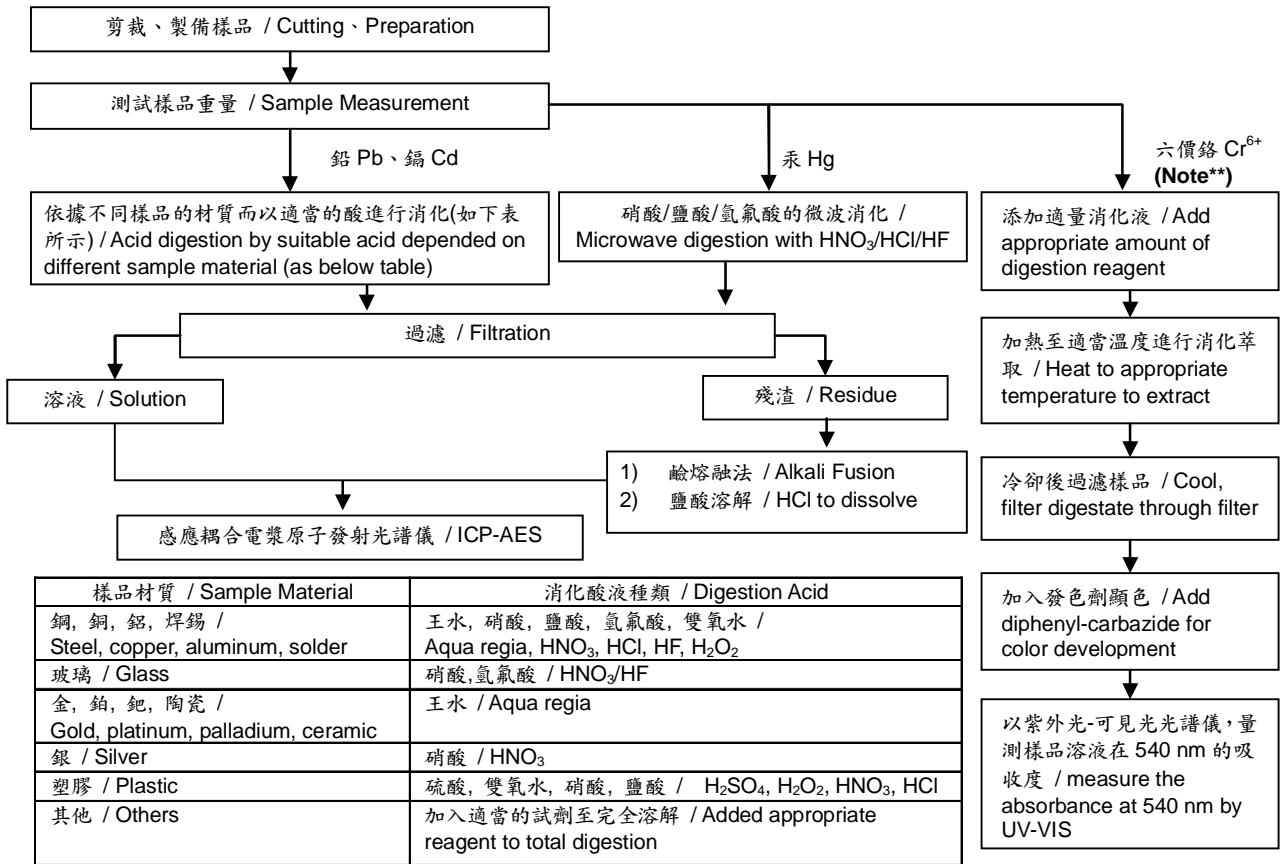 剪裁、製備樣品 / Cutting、Preparation
測試樣品重量 / Sample Measurement
鉛 Pb、鎘 Cd
汞 Hg
六價鉻 Cr⁶⁺
(Note**)
依據不同樣品的材質而以適當的酸進行消化(如下表
所示) / Acid digestion by suitable acid depended on
different sample material (as below table)
硝酸/鹽酸/氫氟酸的微波消化 /
Microwave digestion with HNO₃/HCl/HF
添加適量消化液 / Add
appropriate amount of
digestion reagent
過濾 / Filtration
加熱至適當溫度進行消化萃
取 / Heat to appropriate
temperature to extract
溶液 / Solution
殘渣 / Residue
1) 鹼熔融法 / Alkali Fusion
2) 鹽酸溶解 / HCl to dissolve
冷卻後過濾樣品 / Cool,
filter digestate through filter
感應耦合電漿原子發射光譜儀 / ICP-AES
加入發色劑顯色 / Add
diphenyl-carbazide for
color development
以紫外光-可見光光譜儀，量
測樣品溶液在 540 nm 的吸
收度 / measure the
absorbance at 540 nm by
UV-VIS
樣品材質 / Sample Material 消化酸液種類 / Digestion Acid
鋼, 銅, 鋁, 焊錫 / 王水, 硝酸, 鹽酸, 氫氟酸, 雙氧水 /
Steel, copper, aluminum, solder Aqua regia, HNO₃, HCl, HF, H₂O₂
玻璃 / Glass 硝酸,氫氟酸 / HNO₃/HF
金, 鉑, 鈀, 陶瓷 / 王水 / Aqua regia
Gold, platinum, palladium, ceramic
銀 / Silver 硝酸 / HNO₃
塑膠 / Plastic 硫酸, 雙氧水, 硝酸, 鹽酸 / H₂SO₄, H₂O₂, HNO₃, HCl
其他 / Others 加入適當的試劑至完全溶解 / Added appropriate
reagent to total digestion